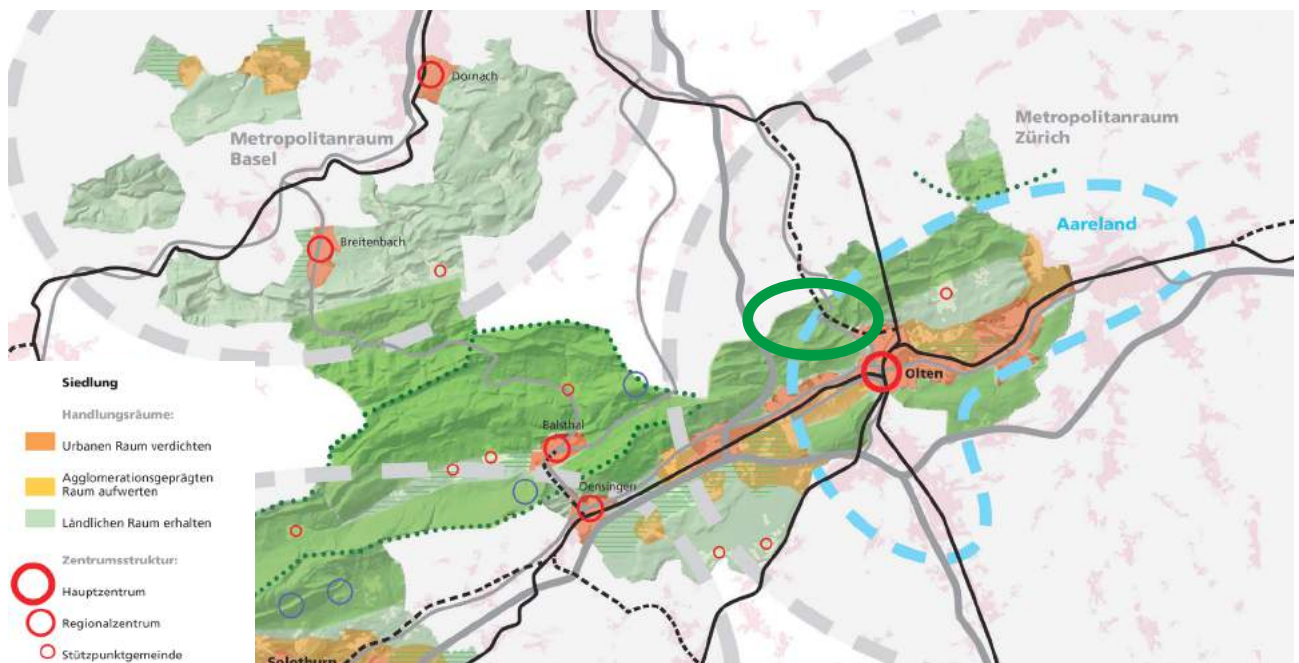 Dornach
Metropolitanraum
Basel
Metropolitanraum
Zürich
Aareland
Breitenbach
Olten
Balsthal
Oensingen
Solothurn
Siedlung
Handlungsräume:
Urbanen Raum verdichten
Agglomerationsgeprägten
Raum aufwerten
Ländlichen Raum erhalten
Zentrumsstruktur:
Hauptzentrum
Regionalzentrum
Stützpunktgemeinde